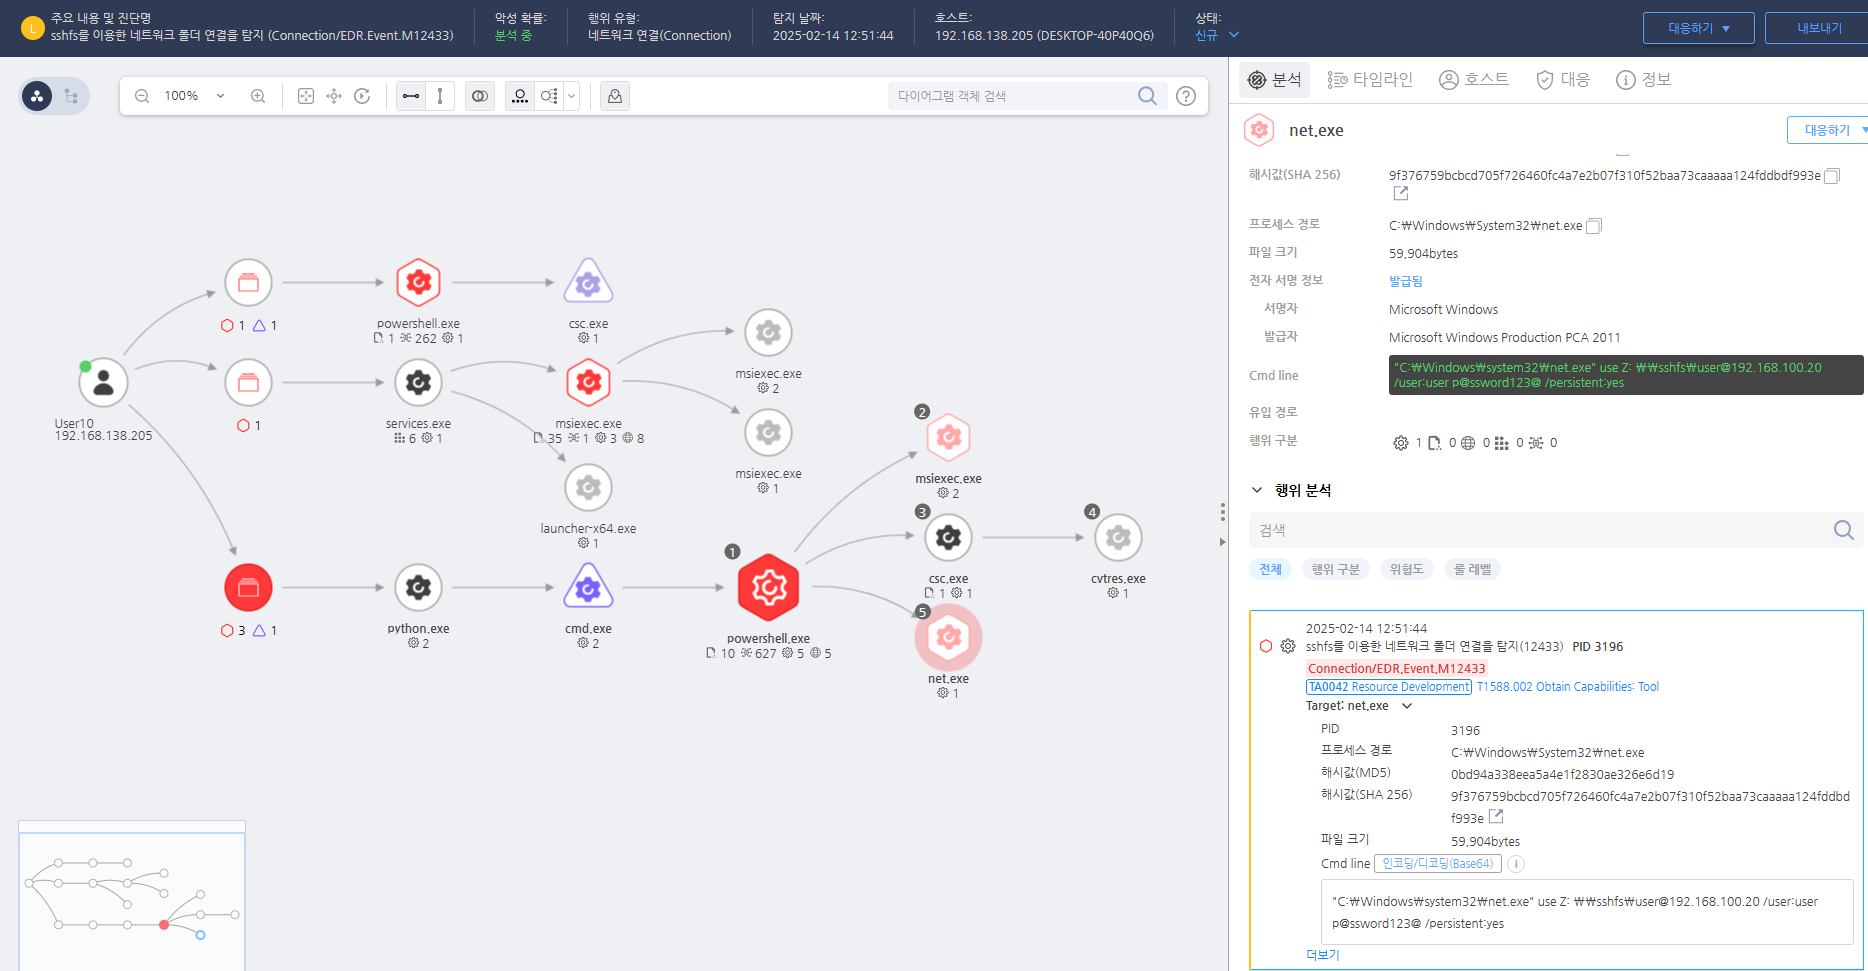 L
주요 내용 및 진단명
sshfs를 이용한 네트워크 폴더 연결을 탐지 (Connection/EDR.Event.M12433)
악성 확률:
분석 중
행위 유형:
네트워크 연결(Connection)
탐지 날짜:
2025-02-14 12:51:44
호스트:
192.168.138.205 (DESKTOP-40P40Q6)
상태:
신규
대응하기
내보내기
100%
다이어그램 객체 검색
분석
타임라인
호스트
대응
정보
net.exe
대응하기
해시값(SHA 256)
9f376759bcbcd705f726460fc4a7e2b07f310f52baa73caaaaa124fddbdf993e
프로세스 경로
C:₩Windows₩System32₩net.exe
파일 크기
59,904bytes
전자 서명 정보
발급됨
서명자
Microsoft Windows
발급자
Microsoft Windows Production PCA 2011
Cmd line
"C:₩Windows₩system32₩net.exe" use Z: ₩₩sshfs₩user@192.168.100.20
/user:user p@ssword123@ /persistent:yes
유입 경로
행위 구분
1 0 0 0 0
행위 분석
검색
전체
행위 구분
위험도
룰 레벨
2025-02-14 12:51:44
sshfs를 이용한 네트워크 폴더 연결을 탐지(12433) PID 3196
Connection/EDR.Event.M12433
TA0042 Resource Development T1588.002 Obtain Capabilities: Tool
Target: net.exe
PID
3196
프로세스 경로
C:₩Windows₩System32₩net.exe
해시값(MD5)
0bd94a338eea5a4e1f2830ae326e6d19
해시값(SHA 256)
9f376759bcbcd705f726460fc4a7e2b07f310f52baa73caaaaa124fddbd
f993e
파일 크기
59,904bytes
Cmd line 인코딩/디코딩(Base64)
"C:₩Windows₩system32₩net.exe" use Z: ₩₩sshfs₩user@192.168.100.20 /user:user
p@ssword123@ /persistent:yes
더보기
User10
192.168.138.205
1 1
powershell.exe
1 262 1
csc.exe
1
1
services.exe
6 1
msiexec.exe
35 1 3 8
msiexec.exe
2
msiexec.exe
1
launcher-x64.exe
1
3 1
python.exe
2
cmd.exe
2
1
powershell.exe
10 627 5 5
2
msiexec.exe
2
3
csc.exe
1 1
4
cvtres.exe
1
5
net.exe
1